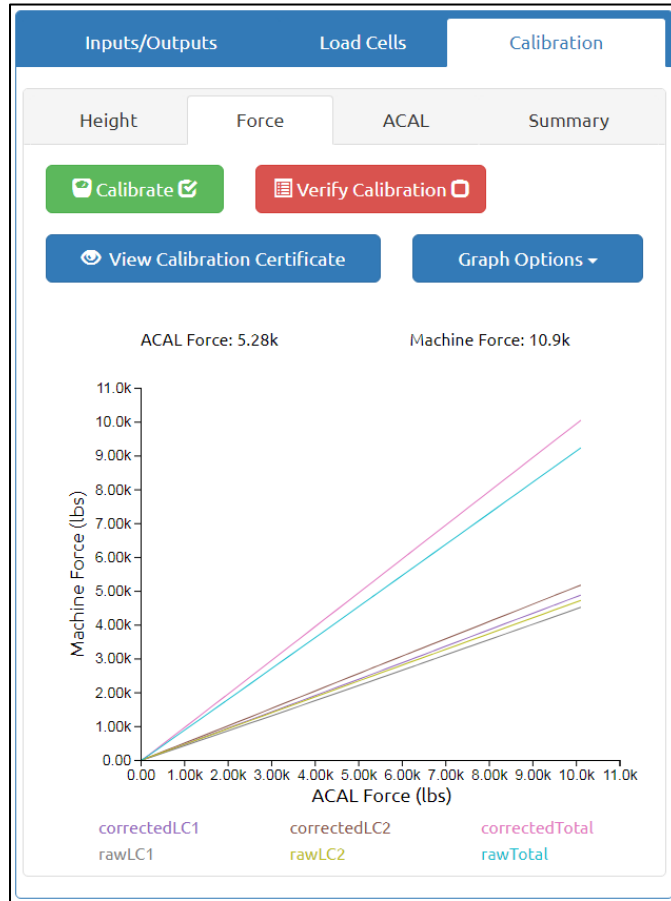 Inputs/Outputs Load Cells Calibration
Height Force ACAL Summary
Calibrate Verify Calibration
View Calibration Certificate Graph Options
ACAL Force: 5.28k Machine Force: 10.9k
11.0k
10.0k
9.00k
8.00k
7.00k
6.00k
5.00k
4.00k
3.00k
2.00k
1.00k
0.00
Machine Force (lbs)
0.00 1.00k 2.00k 3.00k 4.00k 5.00k 6.00k 7.00k 8.00k 9.00k 10.0k 11.0k
ACAL Force (lbs)
correctedLC1 correctedLC2 correctedTotal
rawLC1 rawLC2 rawTotal